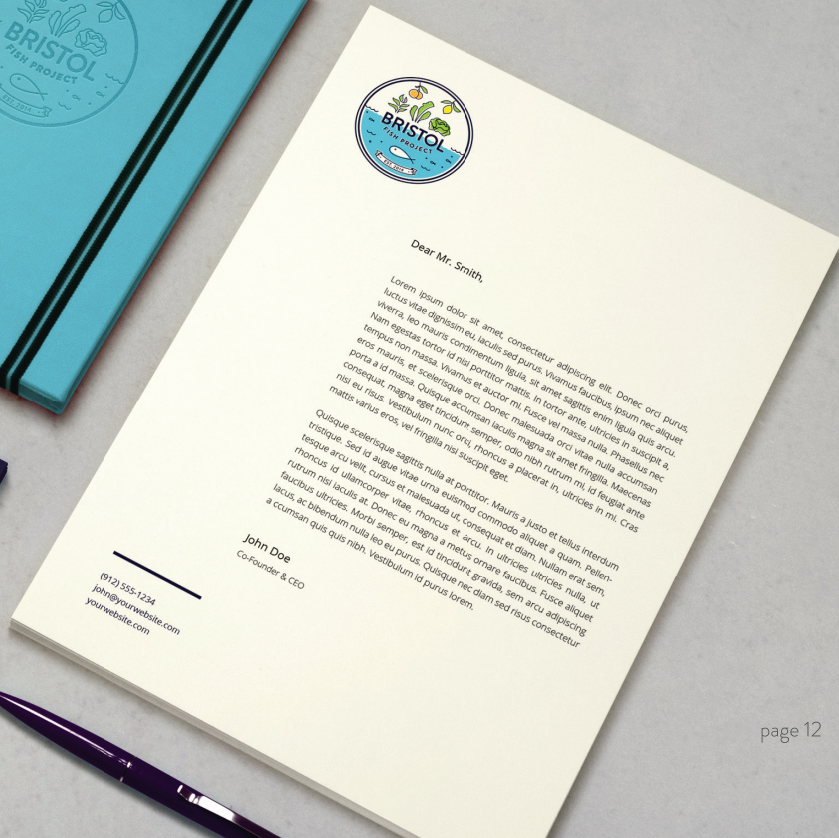 BRISTOL
FISH PROJECT
EST. 2014
BRISTOL
FISH PROJECT
EST. 2014
Dear Mr. Smith,
Lorem ipsum dolor sit amet, consectetur adipiscing elit. Donec orci purus,
luctus vitae dignissim eu, iaculis sed purus. Vivamus faucibus, ipsum nec aliquet
viverra, leo mauris condimentum ligula, sit amet sagittis enim ligula quis arcu.
Nam egestas tortor id nisi porttitor mattis. In tortor ante, ultricies in suscipit a,
tempus non massa. Vivamus et auctor mi. Fusce vel massa nulla. Phasellus nec
eros mauris, et scelerisque orci. Donec malesuada orci vitae nulla accumsan
porta a id massa. Quisque accumsan iaculis magna sit amet fringilla. Maecenas
consequat, magna eget tincidunt semper, odio nibh rutrum mi, id feugiat ante
nisi eu risus. Vestibulum nunc orci, rhoncus a placerat in, ultricies in mi. Cras
mattis varius eros, vel fringilla nisi suscipit eget.
Quisque scelerisque sagittis nulla at porttitor. Mauris a justo et tellus interdum
tristique. Sed id augue vitae urna euismod commodo aliquet a quam. Pellen-
tesque arcu velit, cursus et malesuada ut, consequat et diam. Nullam erat sem,
rhoncus id ullamcorper vitae, rhoncus et arcu. In ultricies ultricies nulla, ut
rutrum nisi iaculis at. Donec eu magna a metus ornare faucibus. Fusce aliquet
faucibus ultricies. Morbi semper, est id tincidunt gravida, sem arcu adipiscing
lacus, ac bibendum nulla leo eu purus. Quisque nec diam sed risus consectetur
a ccumsan quis quis nibh. Vestibulum id purus lorem.
John Doe
Co-Founder & CEO
(912) 555-1234
john@yourwebsite.com
yourwebsite.com
page 12